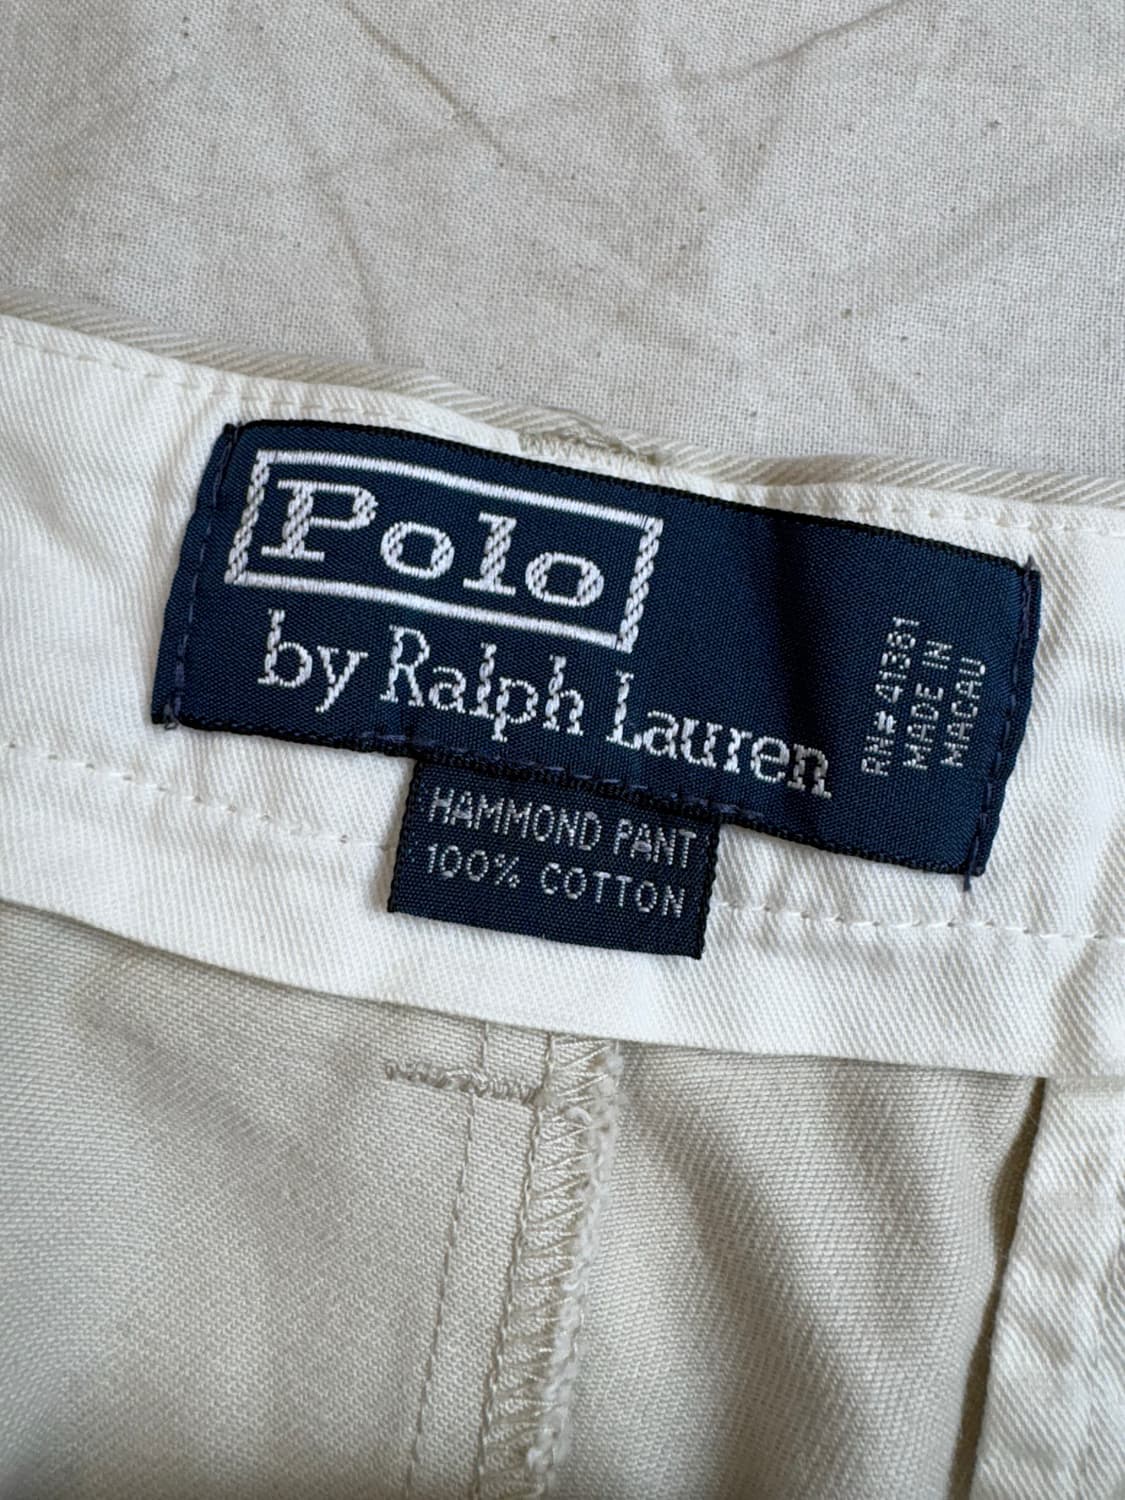 Polo
by Ralph Lauren
RN# 41381
MADE IN
MACAU
HAMMOND PANT
100% COTTON